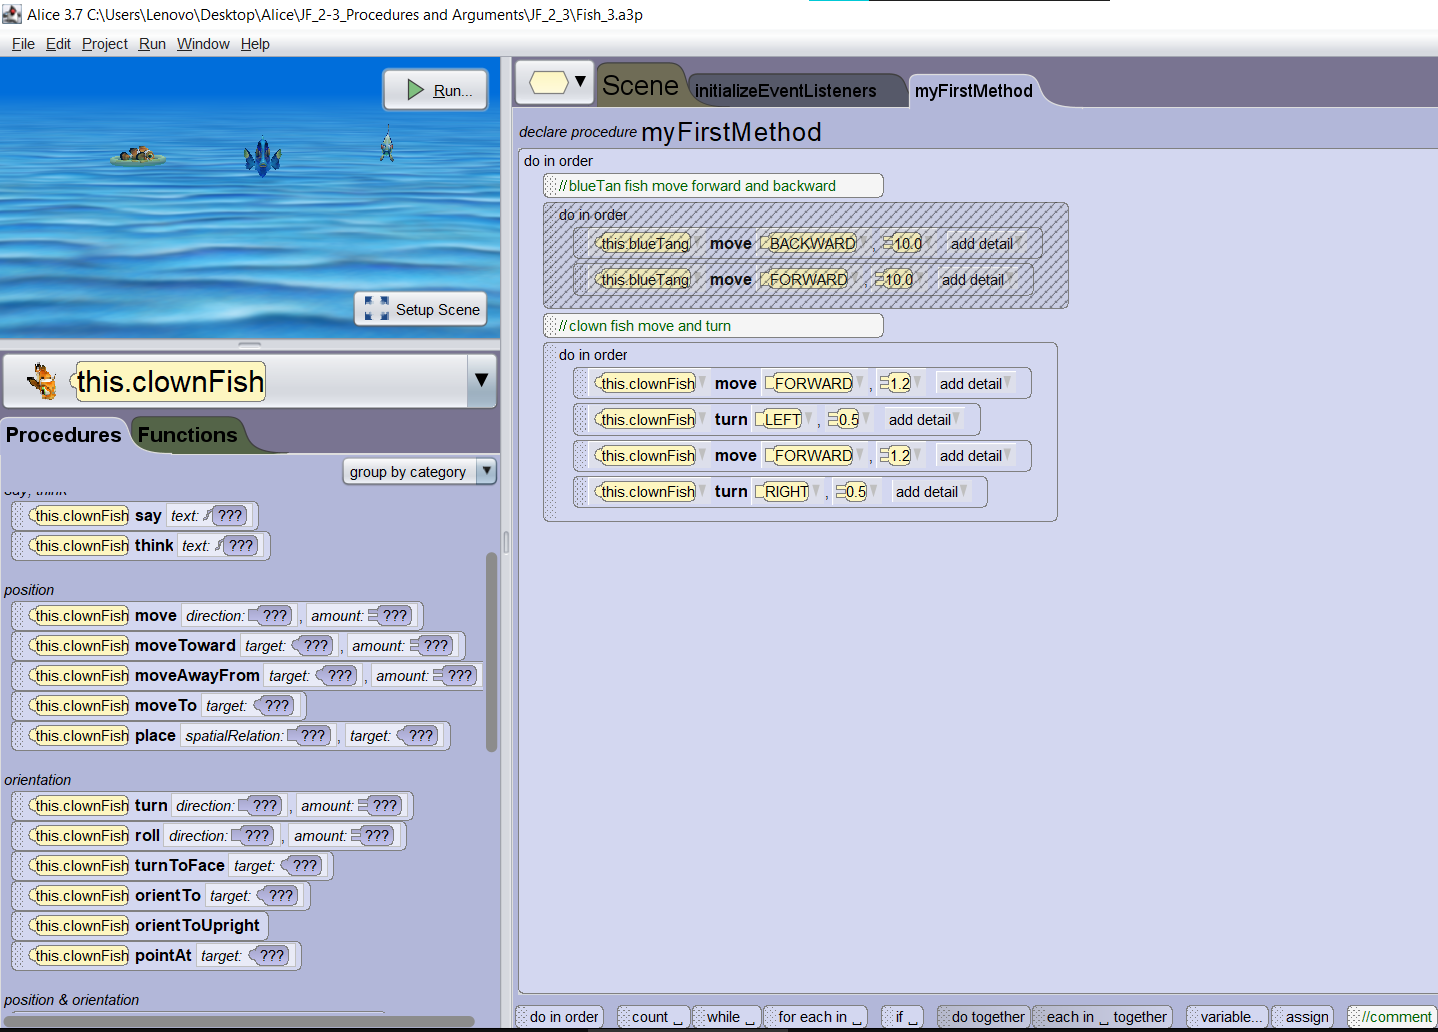 Alice 3.7 C:\Users\Lenovo\Desktop\Alice\JF_2-3_Procedures and Arguments\JF_2_3\Fish_3.a3p
File Edit Project Run Window Help
Run...
Setup Scene
this.clownFish
Procedures Functions
group by category
say, think
this.clownFish say text: ???
this.clownFish think text: ???
position
this.clownFish move direction: ??? , amount: ???
this.clownFish moveToward target: ??? , amount: ???
this.clownFish moveAwayFrom target: ??? , amount: ???
this.clownFish moveTo target: ???
this.clownFish place spatialRelation: ??? , target: ???
orientation
this.clownFish turn direction: ??? , amount: ???
this.clownFish roll direction: ??? , amount: ???
this.clownFish turnToFace target: ???
this.clownFish orientTo target: ???
this.clownFish orientToUpright
this.clownFish pointAt target: ???
position & orientation
Scene initializeEventListeners myFirstMethod
declare procedure myFirstMethod
do in order
//blueTan fish move forward and backward
do in order
this.blueTang move BACKWARD , 10.0 add detail
this.blueTang move FORWARD , 10.0 add detail
//clown fish move and turn
do in order
this.clownFish move FORWARD , 1.2 add detail
this.clownFish turn LEFT , 0.5 add detail
this.clownFish move FORWARD , 1.2 add detail
this.clownFish turn RIGHT , 0.5 add detail
do in order count _ while _ for each in _ if _ do together each in _ together variable... assign //comment